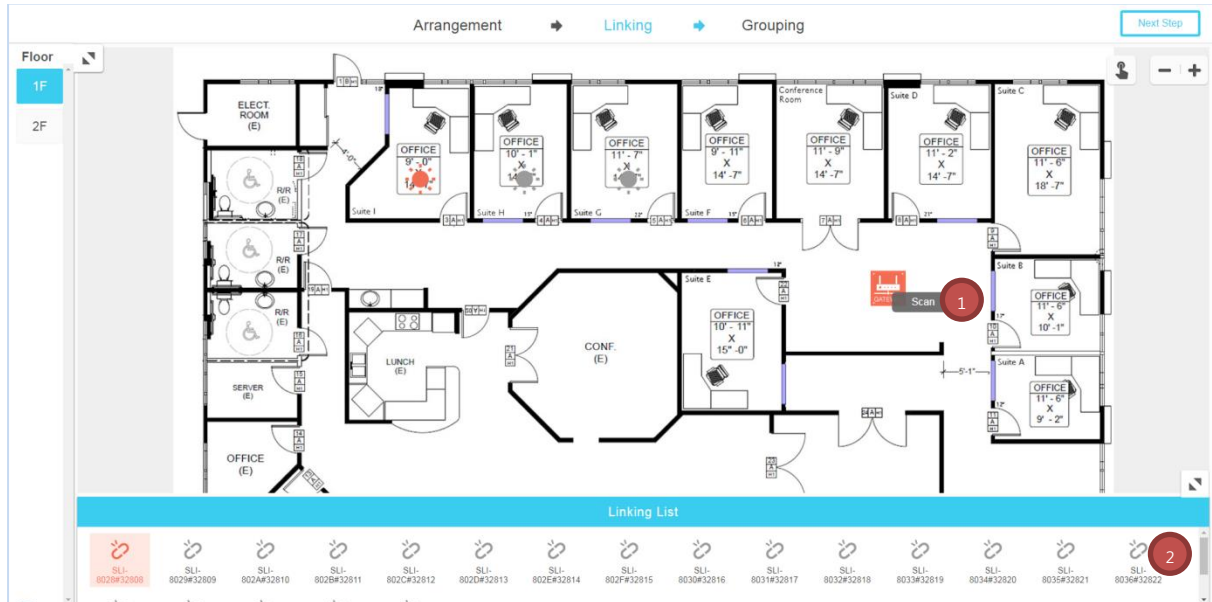 Arrangement
Linking
Grouping
Next Step
Floor
1F
2F
ELECT.
ROOM
(E)
R/R
(E)
R/R
(E)
R/R
(E)
SERVER
(E)
OFFICE
(E)
LUNCH
(E)
CONF.
(E)
4'-0"
OFFICE
9' -0"
Suite I
OFFICE
10' - 1"
X
Suite H
OFFICE
11' - 7"
X
Suite G
OFFICE
9' - 11"
X
14' -7"
Suite F
Conference
Room
OFFICE
11' - 9"
X
14' -7"
Suite D
OFFICE
11' - 2"
X
14' -7"
Suite C
OFFICE
11' - 6"
X
18' -7"
Suite E
OFFICE
10' - 11"
X
15" -0"
Scan
1
Suite B
OFFICE
11' - 6"
X
10' -1"
Suite A
OFFICE
11' - 6"
X
9' - 2"
5'-1"
Linking List
SLI-
8028#32808
SLI-
8029#32809
SLI-
802A#32810
SLI-
802B#32811
SLI-
802C#32812
SLI-
802D#32813
SLI-
802E#32814
SLI-
802F#32815
SLI-
8030#32816
SLI-
8031#32817
SLI-
8032#32818
SLI-
8033#32819
SLI-
8034#32820
SLI-
8035#32821
SLI-
8036#32822
2